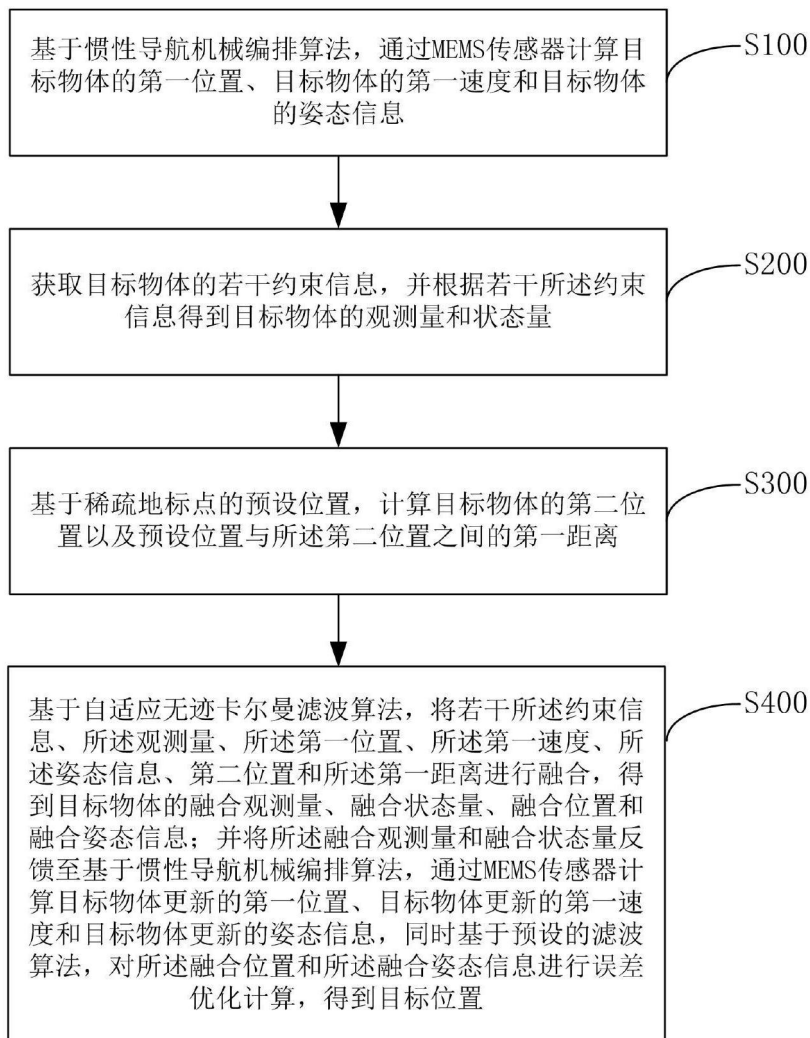 基于惯性导航机械编排算法，通过MEMS传感器计算目
标物体的第一位置、目标物体的第一速度和目标物体
的姿态信息
S100
获取目标物体的若干约束信息，并根据若干所述约束
信息得到目标物体的观测量和状态量
S200
基于稀疏地标点的预设位置，计算目标物体的第二位
置以及预设位置与所述第二位置之间的第一距离
S300
基于自适应无迹卡尔曼滤波算法，将若干所述约束信
息、所述观测量、所述第一位置、所述第一速度、所
述姿态信息、第二位置和所述第一距离进行融合，得
到目标物体的融合观测量、融合状态量、融合位置和
融合姿态信息；并将所述融合观测量和融合状态量反
馈至基于惯性导航机械编排算法，通过MEMS传感器计
算目标物体更新的第一位置、目标物体更新的第一速
度和目标物体更新的姿态信息，同时基于预设的滤波
算法，对所述融合位置和所述融合姿态信息进行误差
优化计算，得到目标位置
S400